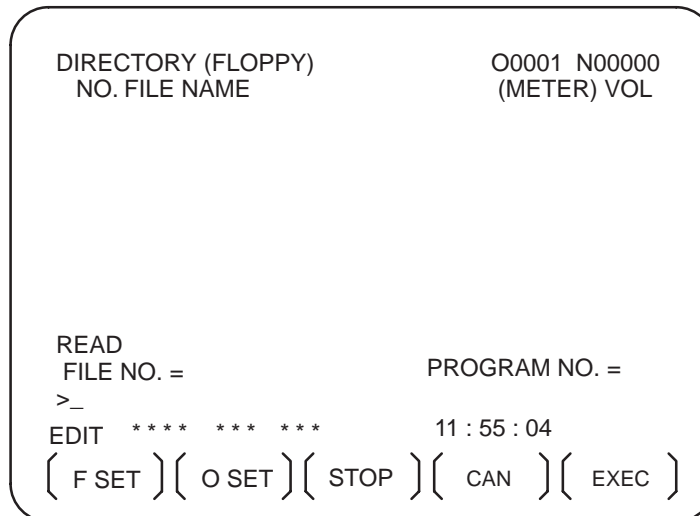 DIRECTORY (FLOPPY) O0001 N00000
NO. FILE NAME (METER) VOL
READ
FILE NO. = PROGRAM NO. =
>_
EDIT **** *** *** 11 : 55 : 04
[ F SET ] [ O SET ] [ STOP ] [ CAN ] [ EXEC ]